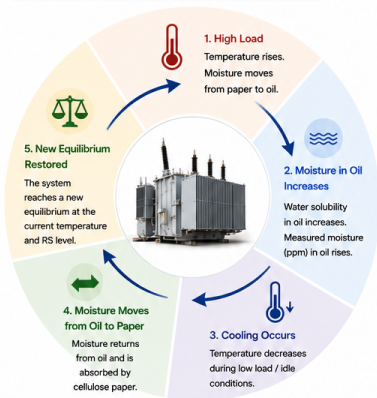 1. High Load
Temperature rises.
Moisture moves
from paper to oil.
2. Moisture in Oil
Increases
Water solubility
in oil increases.
Measured moisture
(ppm) in oil rises.
3. Cooling Occurs
Temperature decreases
during low load / idle
conditions.
4. Moisture Moves
from Oil to Paper
Moisture returns
from oil and is
absorbed by
cellulose paper.
5. New Equilibrium
Restored
The system
reaches a new
equilibrium at the
current temperature
and RS level.